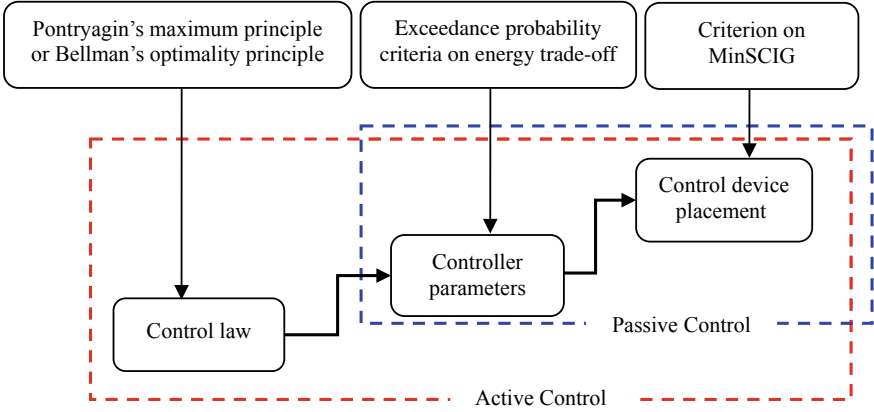 Pontryagin's maximum principle
or Bellman's optimality principle
Exceedance probability
criteria on energy trade-off
Criterion on
MinSCIG
Control device
placement
Controller
parameters
Control law
Passive Control
Active Control